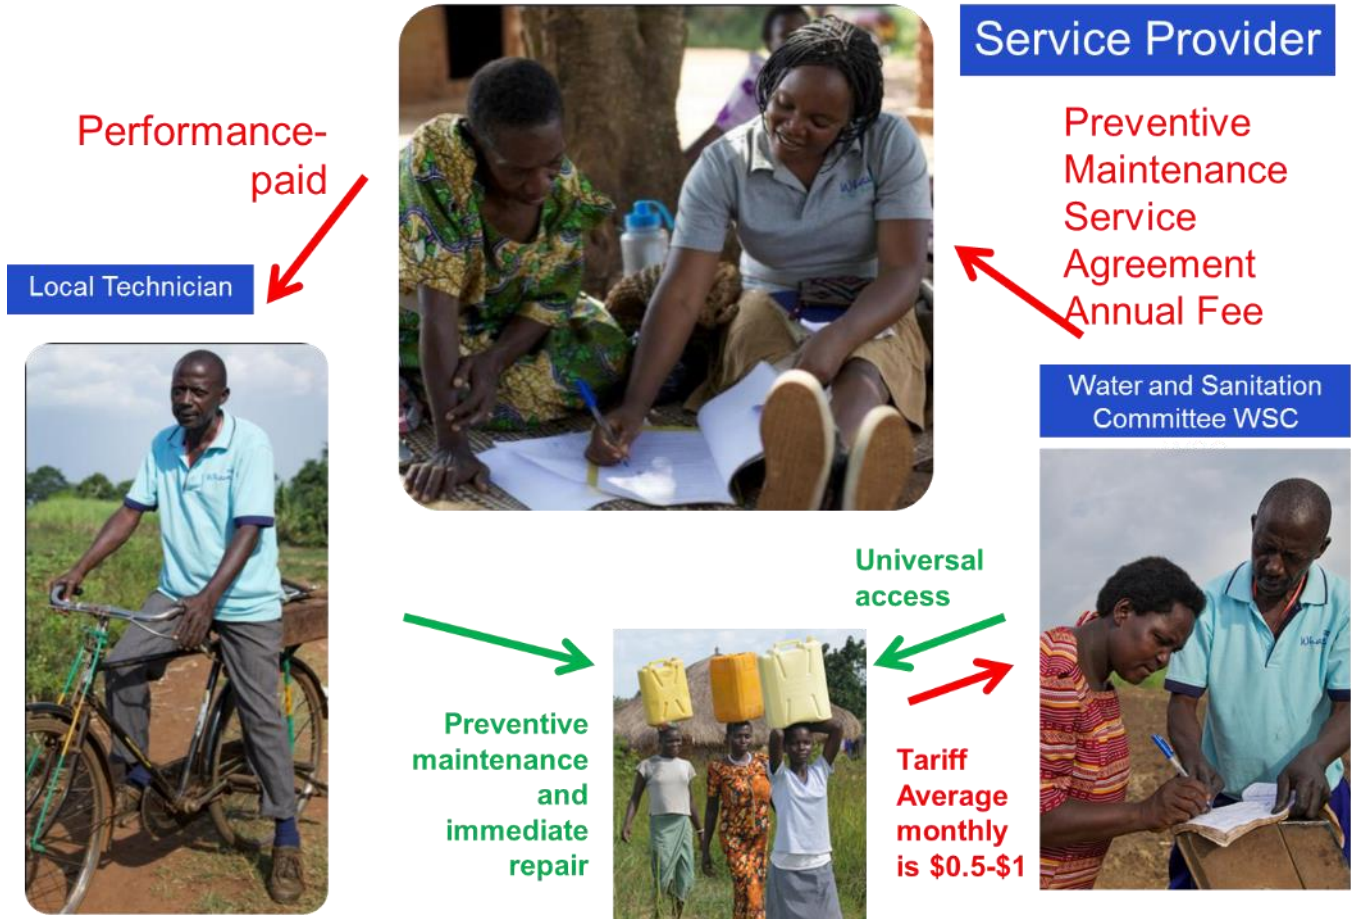 Service Provider
Performance-
paid
Preventive
Maintenance
Service
Agreement
Annual Fee
Local Technician
Water and Sanitation
Committee WSC
Universal
access
Preventive
maintenance
and
immediate
repair
Tariff
Average
monthly
is $0.5-$1